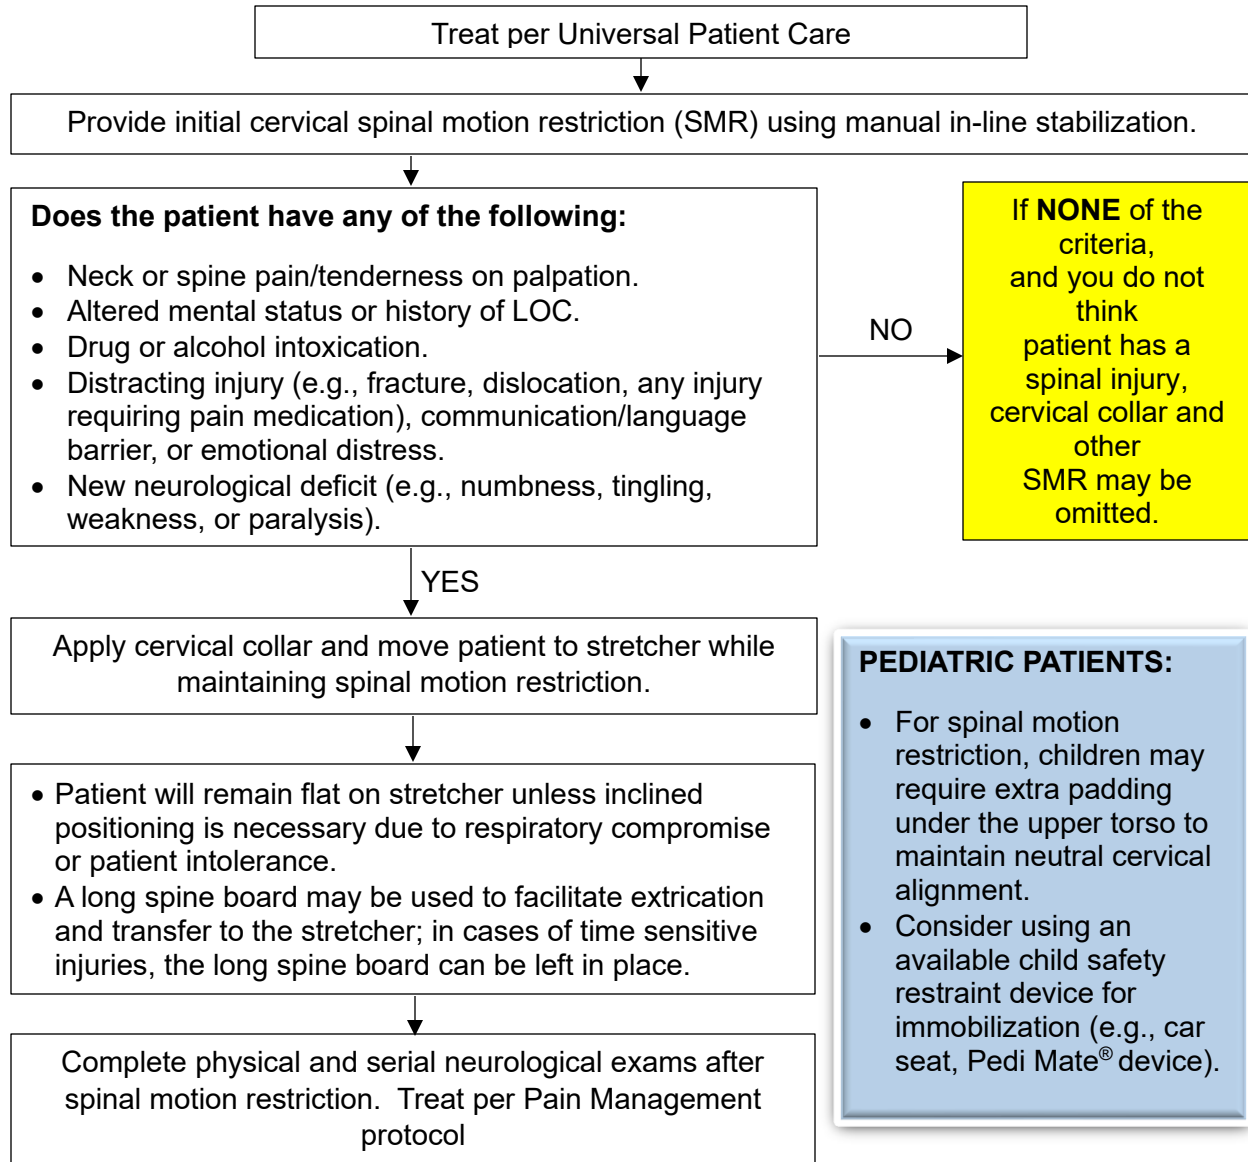 Treat per Universal Patient Care
Provide initial cervical spinal motion restriction (SMR) using manual in-line stabilization.
Does the patient have any of the following:
• Neck or spine pain/tenderness on palpation.
• Altered mental status or history of LOC.
• Drug or alcohol intoxication.
• Distracting injury (e.g., fracture, dislocation, any injury
requiring pain medication), communication/language
barrier, or emotional distress.
• New neurological deficit (e.g., numbness, tingling,
weakness, or paralysis).
NO
If NONE of the
criteria,
and you do not
think
patient has a
spinal injury,
cervical collar and
other
SMR may be
omitted.
YES
Apply cervical collar and move patient to stretcher while
maintaining spinal motion restriction.
• Patient will remain flat on stretcher unless inclined
positioning is necessary due to respiratory compromise
or patient intolerance.
• A long spine board may be used to facilitate extrication
and transfer to the stretcher; in cases of time sensitive
injuries, the long spine board can be left in place.
Complete physical and serial neurological exams after
spinal motion restriction. Treat per Pain Management
protocol
PEDIATRIC PATIENTS:
• For spinal motion
restriction, children may
require extra padding
under the upper torso to
maintain neutral cervical
alignment.
• Consider using an
available child safety
restraint device for
immobilization (e.g., car
seat, Pedi Mate® device).